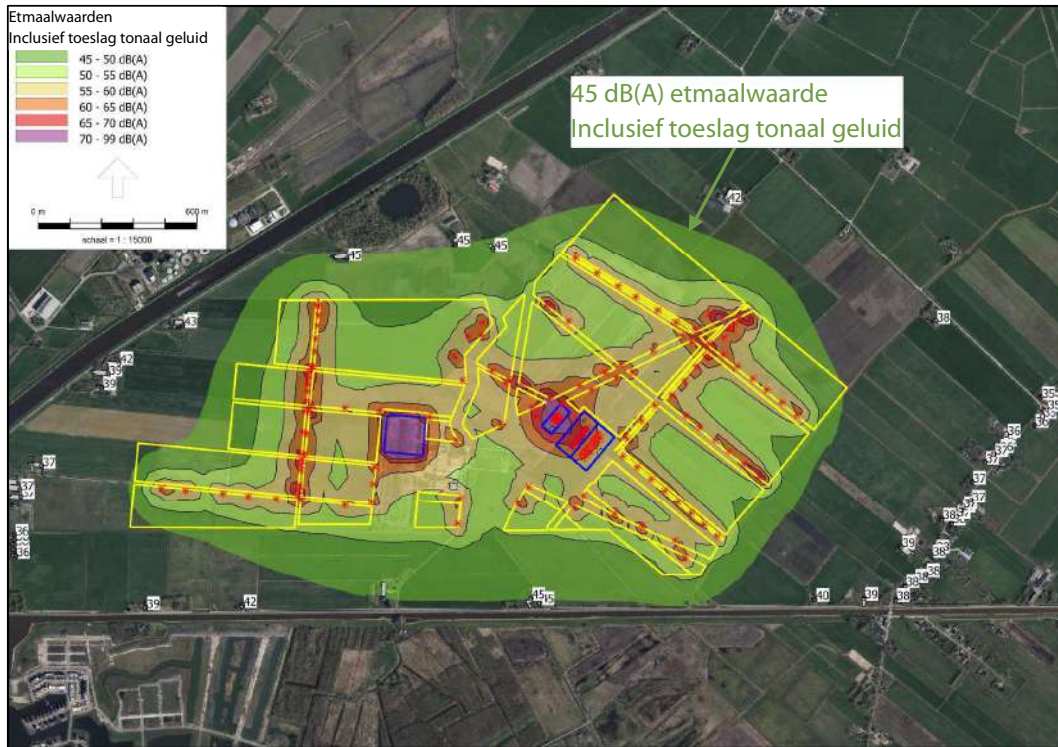 Etmaalwaarden
Inclusief toeslag tonaal geluid
45 - 50 dB(A)
50 - 55 dB(A)
55 - 60 dB(A)
60 - 65 dB(A)
65 - 70 dB(A)
70 - 99 dB(A)
0 m 600 m
schaal = 1 : 15000
45 dB(A) etmaalwaarde
Inclusief toeslag tonaal geluid
42
45
45
45
43
42
39
39
38
35
36
36
37
37
37
36
36
37
37
38
39
38
38
38
39
42
45
45
40
39
38